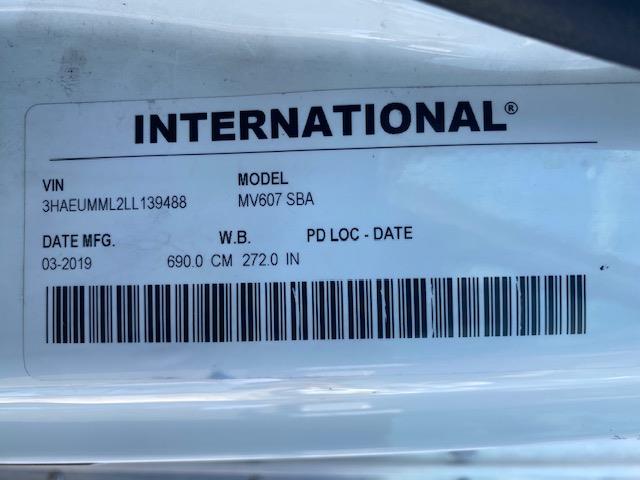 INTERNATIONAL®
VIN MODEL
3HAEUMML2LL139488 MV607 SBA
DATE MFG. W.B. PD LOC - DATE
03-2019 690.0 CM 272.0 IN